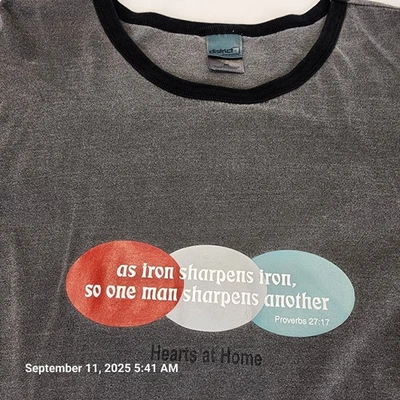 district
as iron sharpens iron,
so one man sharpens another
Proverbs 27:17
Hearts at Home
September 11, 2025 5:41 AM